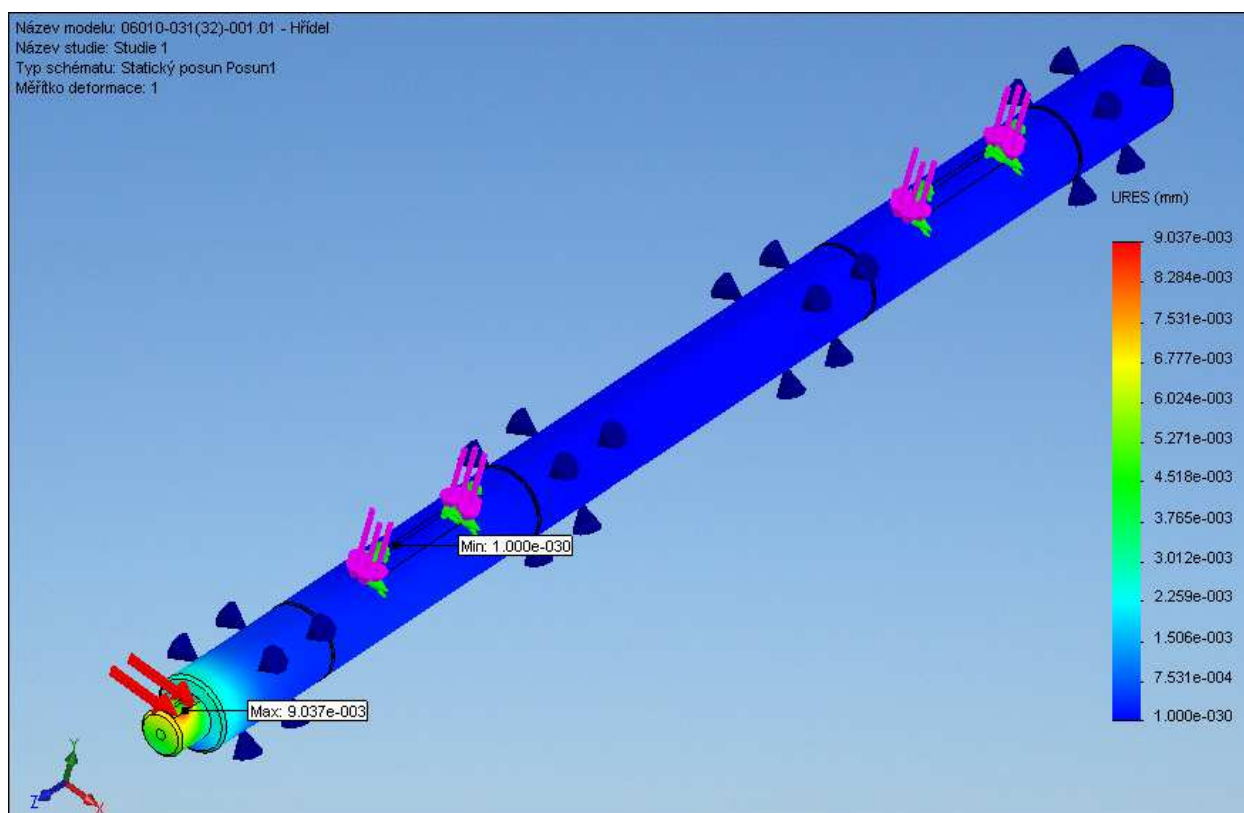 Název modelu: 06010-031(32)-001.01 - Hřídel
Název studie: Studie 1
Typ schématu: Statický posun Posun1
Měřítko deformace: 1
URES (mm)
9.037e-003
8.284e-003
7.531e-003
6.777e-003
6.024e-003
5.271e-003
4.518e-003
3.765e-003
3.012e-003
2.259e-003
1.506e-003
7.531e-004
1.000e-030
Min: 1.000e-030
Max: 9.037e-003
Y
Z
X